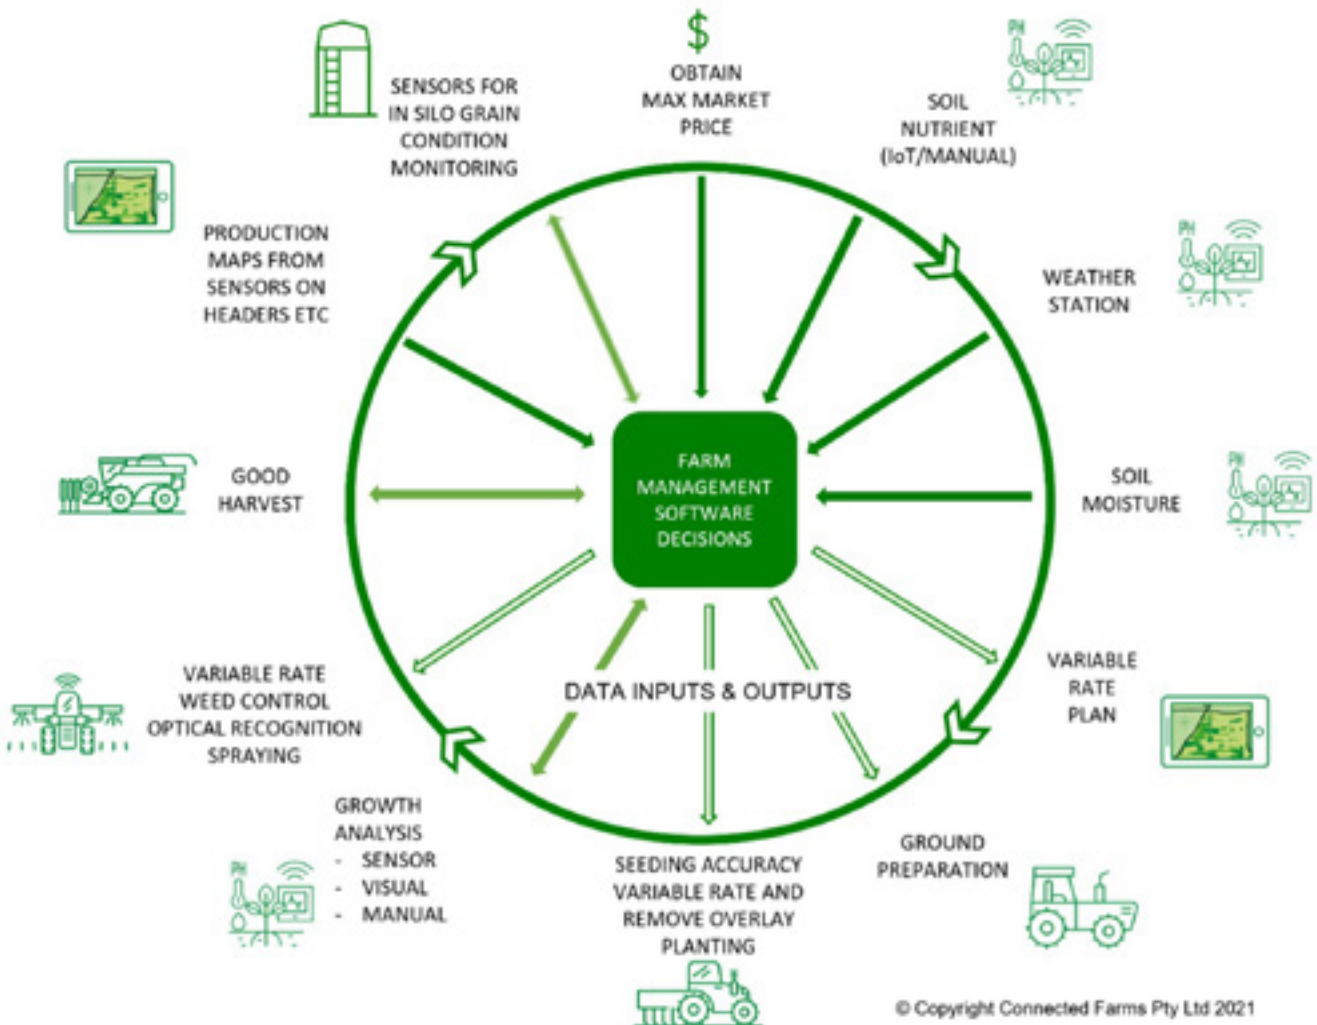 $
OBTAIN
MAX MARKET
PRICE
PH
SOIL
NUTRIENT
(IoT/MANUAL)
PH
WEATHER
STATION
PH
SOIL
MOISTURE
VARIABLE
RATE
PLAN
GROUND
PREPARATION
SEEDING ACCURACY
VARIABLE RATE AND
REMOVE OVERLAY
PLANTING
PH
GROWTH
ANALYSIS
- SENSOR
- VISUAL
- MANUAL
VARIABLE RATE
WEED CONTROL
OPTICAL RECOGNITION
SPRAYING
GOOD
HARVEST
PRODUCTION
MAPS FROM
SENSORS ON
HEADERS ETC
SENSORS FOR
IN SILO GRAIN
CONDITION
MONITORING
FARM
MANAGEMENT
SOFTWARE
DECISIONS
DATA INPUTS & OUTPUTS
© Copyright Connected Farms Pty Ltd 2021